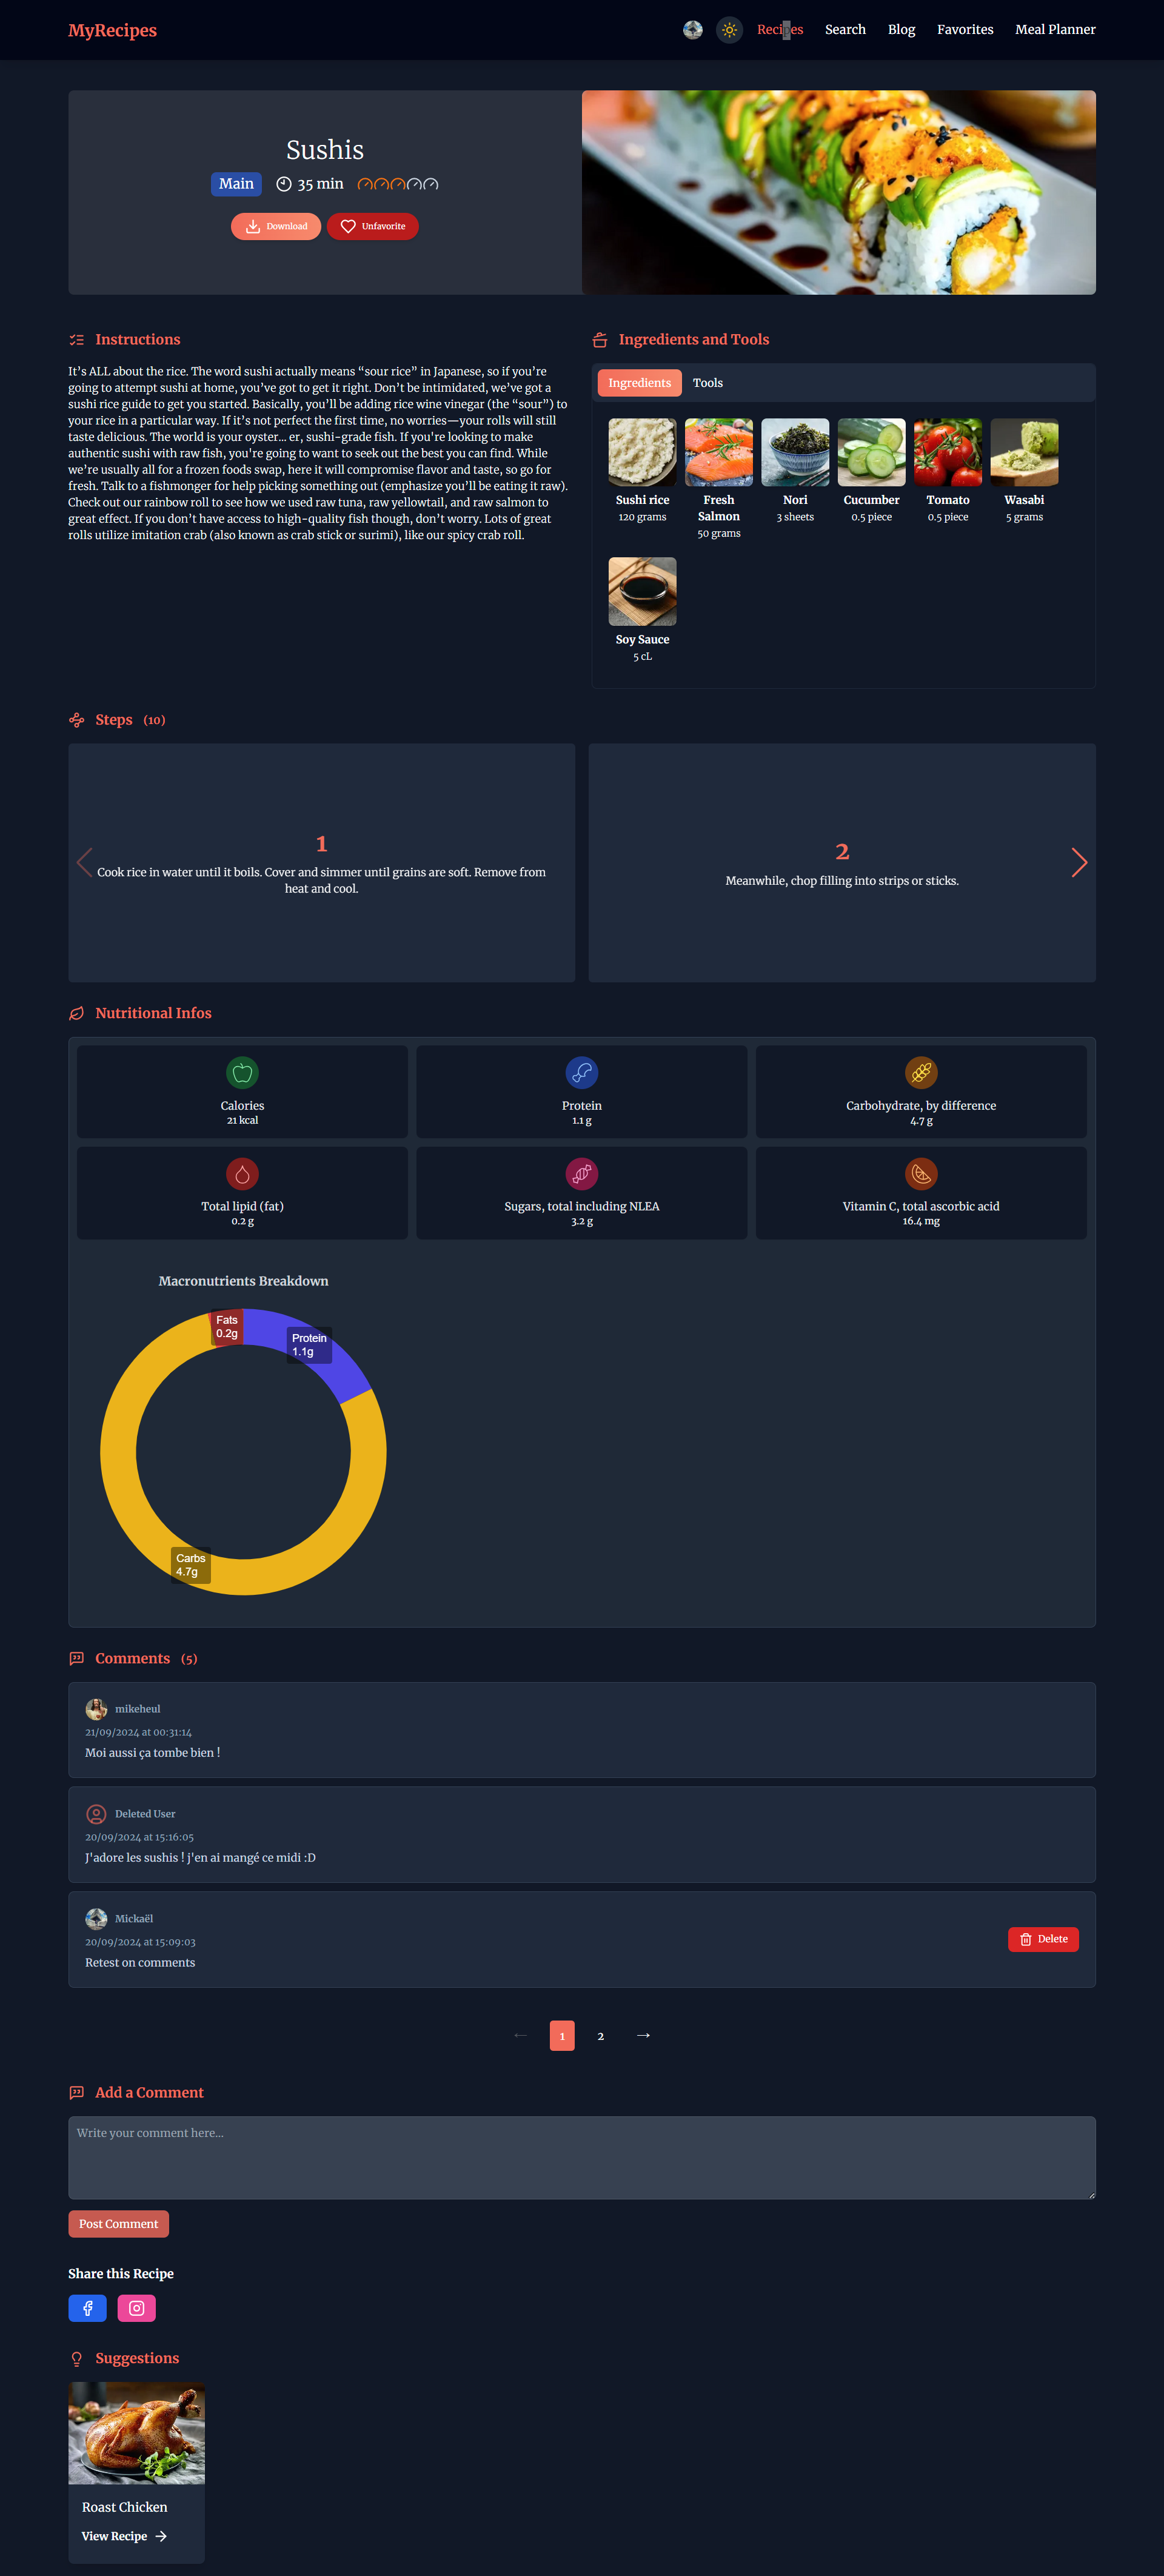 MyRecipes
Recipes
Search
Blog
Favorites
Meal Planner
Sushis
Main
35 min
Download
Unfavorite
Instructions
It's ALL about the rice. The word sushi actually means “sour rice” in Japanese, so if you’re
going to attempt sushi at home, you’ve got to get it right. Don’t be intimidated, we’ve got a
sushi rice guide to get you started. Basically, you’ll be adding rice wine vinegar (the “sour”) to
your rice in a particular way. If it’s not perfect the first time, no worries—your rolls will still
taste delicious. The world is your oyster... er, sushi-grade fish. If you're looking to make
authentic sushi with raw fish, you're going to want to seek out the best you can find. While
we’re usually all for a frozen foods swap, here it will compromise flavor and taste, so go for
fresh. Talk to a fishmonger for help picking something out (emphasize you’ll be eating it raw).
Check out our rainbow roll to see how we used raw tuna, raw yellowtail, and raw salmon to
great effect. If you don’t have access to high-quality fish though, don’t worry. Lots of great
rolls utilize imitation crab (also known as crab stick or surimi), like our spicy crab roll.
Ingredients and Tools
Ingredients
Tools
Sushi rice
120 grams
Fresh
Salmon
50 grams
Nori
3 sheets
Cucumber
0.5 piece
Tomato
0.5 piece
Wasabi
5 grams
Soy Sauce
5 cL
Steps (10)
1
Cook rice in water until it boils. Cover and simmer until grains are soft. Remove from
heat and cool.
2
Meanwhile, chop filling into strips or sticks.
Nutritional Infos
Calories
21 kcal
Protein
1.1 g
Carbohydrate, by difference
4.7 g
Total lipid (fat)
0.2 g
Sugars, total including NLEA
3.2 g
Vitamin C, total ascorbic acid
16.4 mg
Macronutrients Breakdown
Fats
0.2g
Protein
1.1g
Carbs
4.7g
Comments (5)
mikeheul
21/09/2024 at 00:31:14
Moi aussi ça tombe bien !
Deleted User
20/09/2024 at 15:16:05
J'adore les sushis ! j'en ai mangé ce midi :D
Mickaël
20/09/2024 at 15:09:03
Retest on comments
Delete
← 1 2 →
Add a Comment
Write your comment here...
Post Comment
Share this Recipe
Suggestions
Roast Chicken
View Recipe →